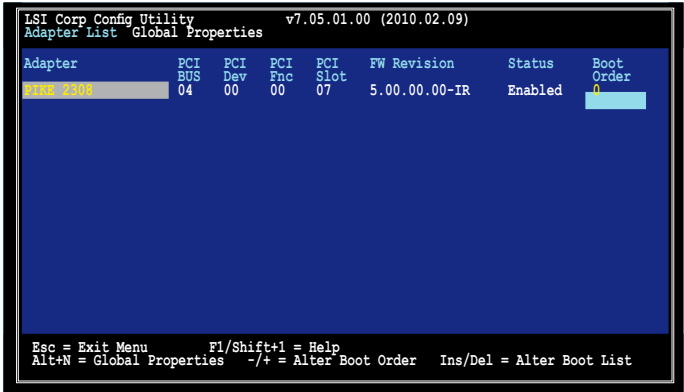 LSI Corp Config Utility v7.05.01.00 (2010.02.09)
Adapter List Global Properties
Adapter PCI PCI PCI PCI FW Revision Status Boot
BUS Dev Fnc Slot Order
PIKE 2308 04 00 00 07 5.00.00.00-IR Enabled 0
Esc = Exit Menu F1/Shift+1 = Help
Alt+N = Global Properties -/+ = Alter Boot Order Ins/Del = Alter Boot List